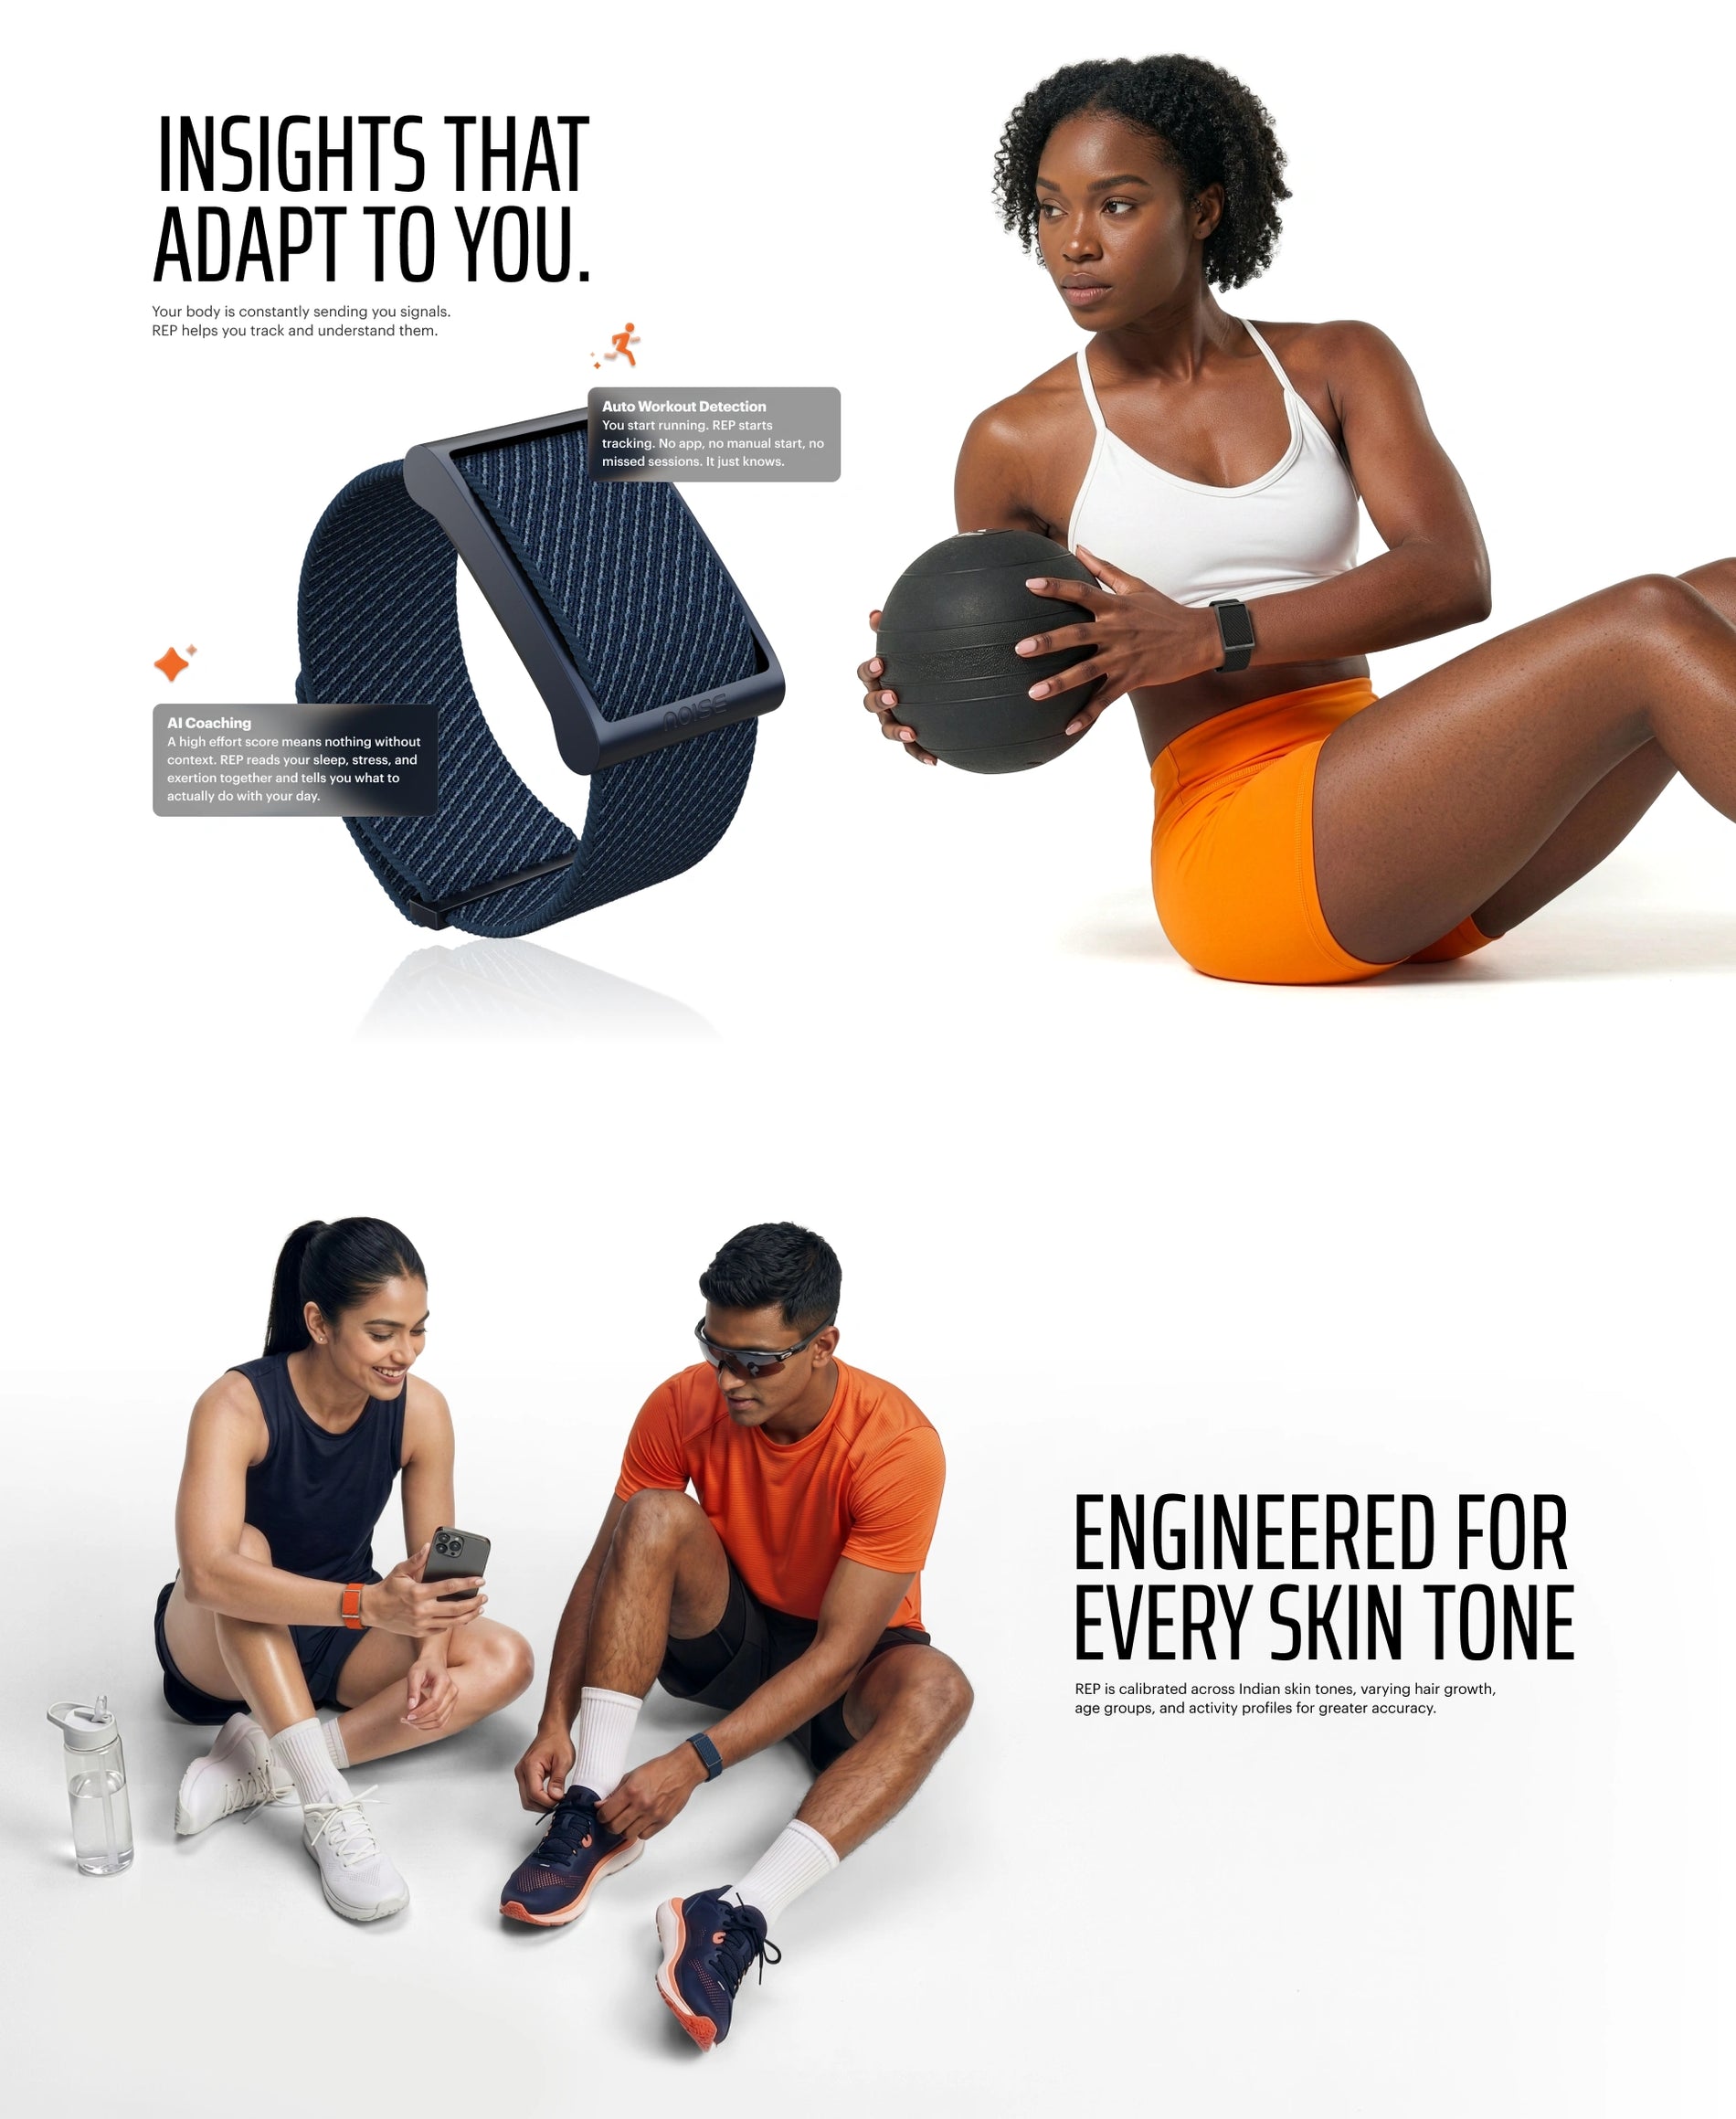 INSIGHTS THAT
ADAPT TO YOU.
Your body is constantly sending you signals.
REP helps you track and understand them.
Auto Workout Detection
You start running. REP starts
tracking. No app, no manual start, no
missed sessions. It just knows.
NOISE
AI Coaching
A high effort score means nothing without
context. REP reads your sleep, stress, and
exertion together and tells you what to
actually do with your day.
ENGINEERED FOR
EVERY SKIN TONE
REP is calibrated across Indian skin tones, varying hair growth,
age groups, and activity profiles for greater accuracy.